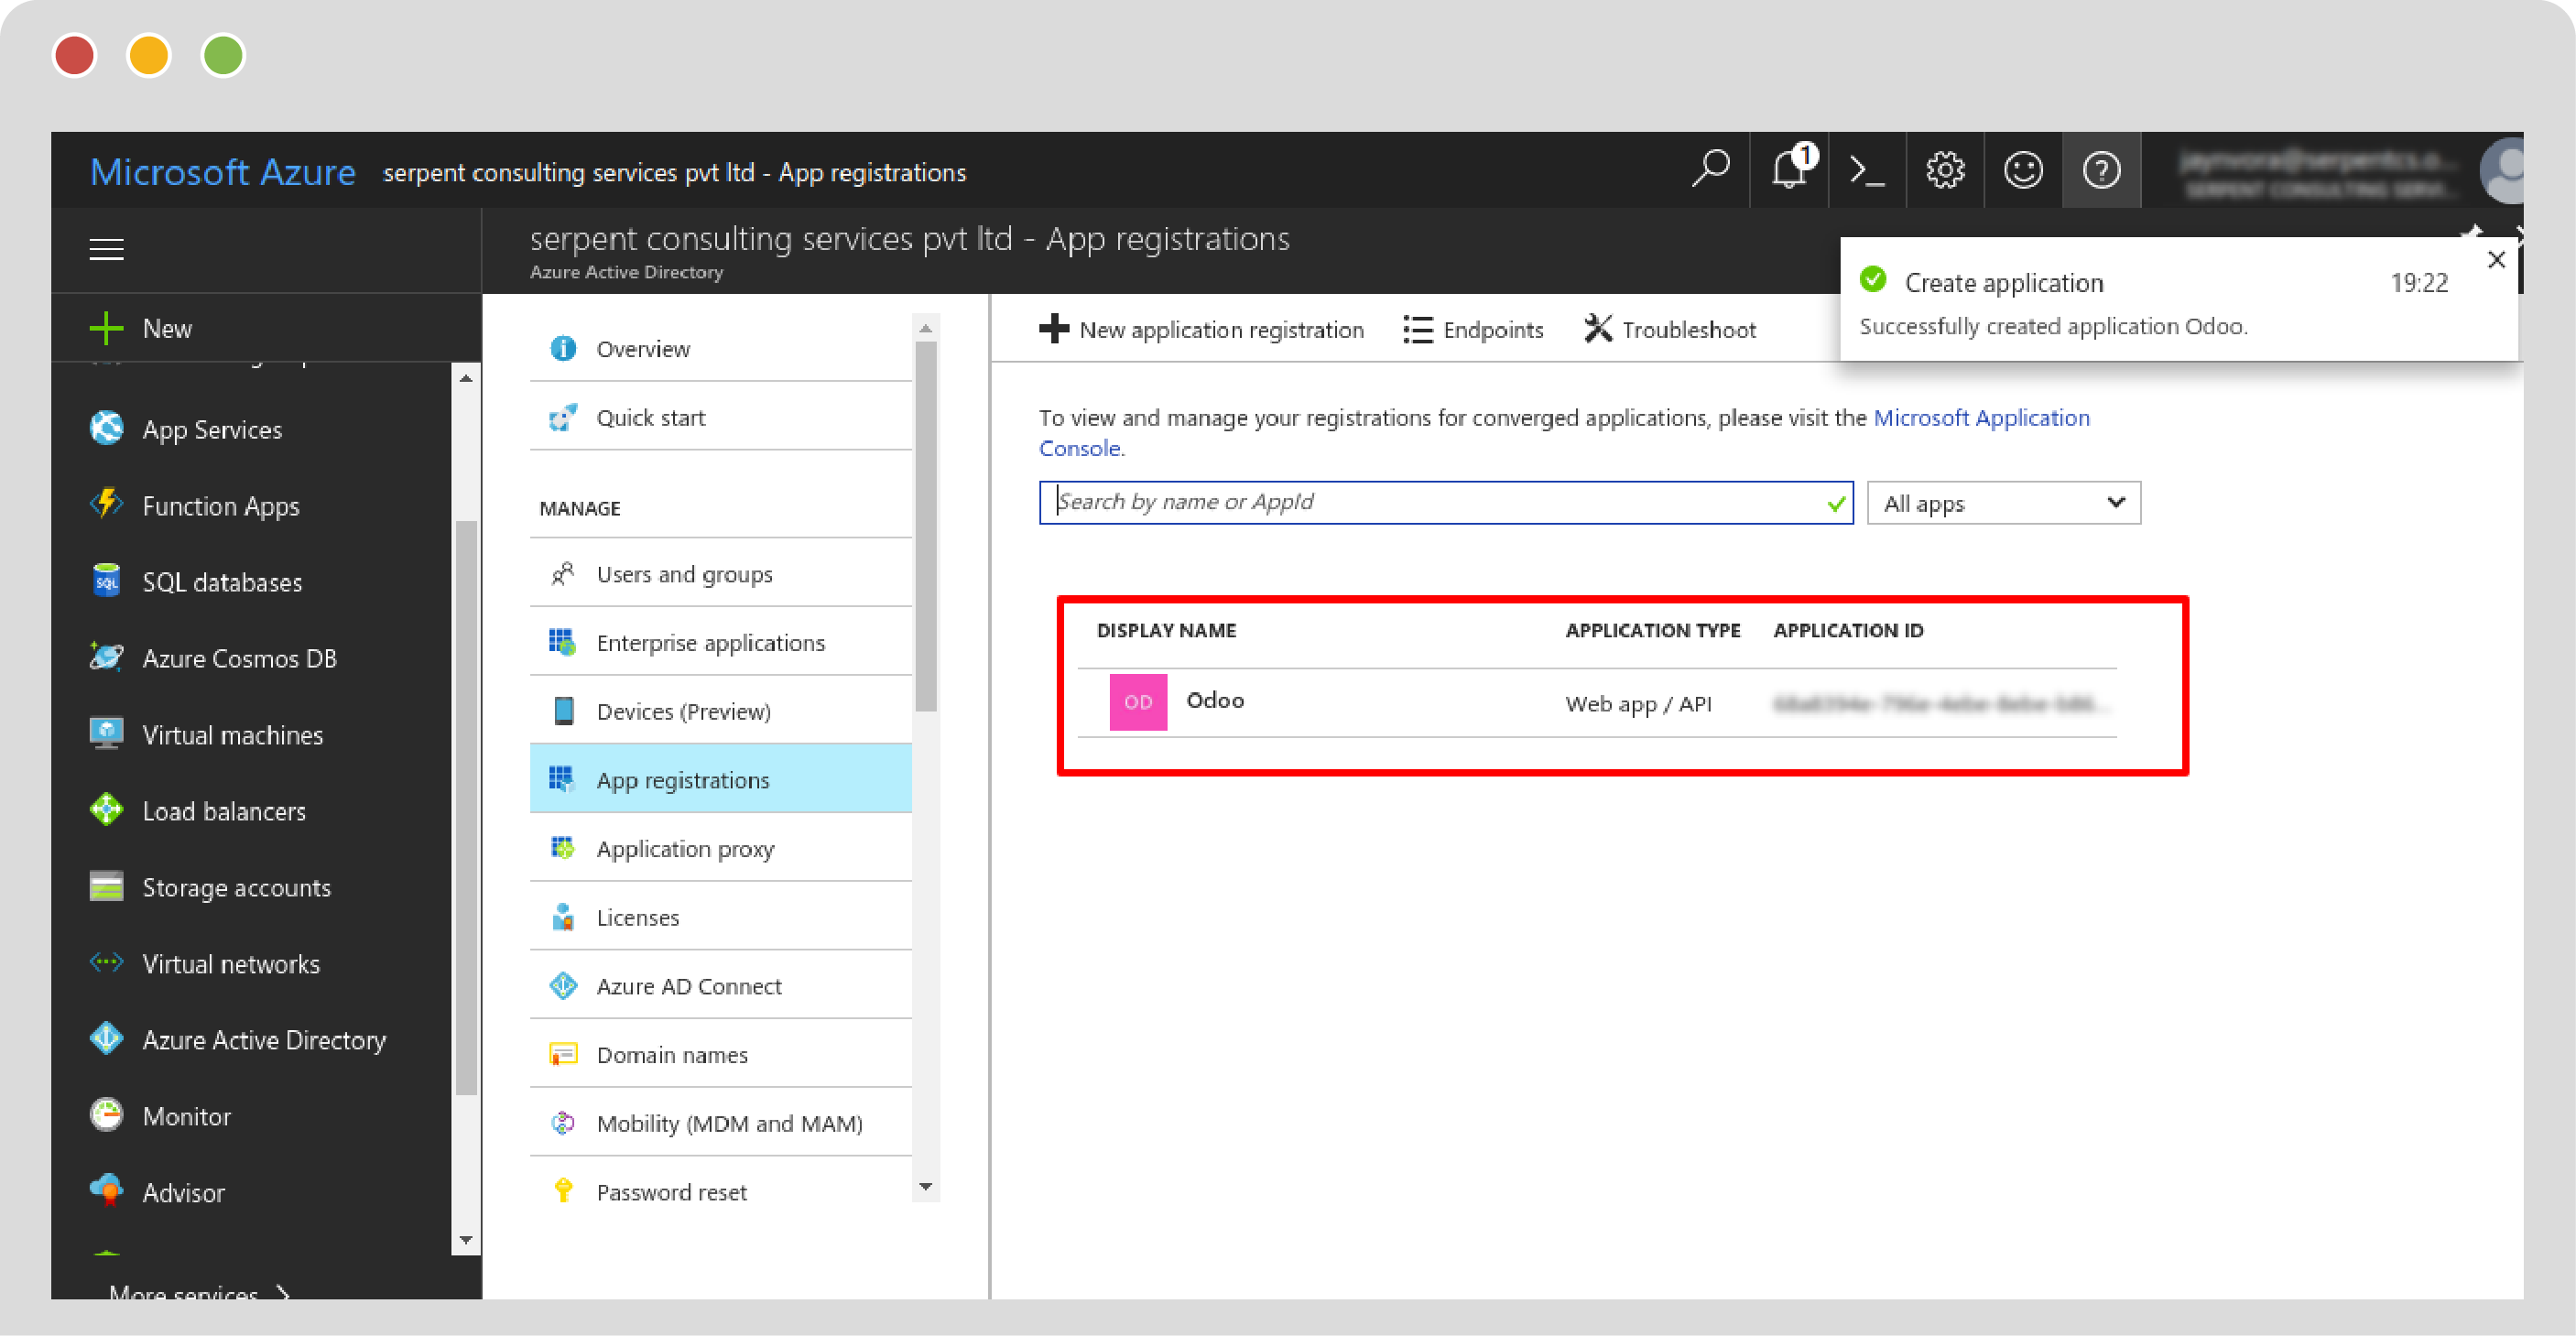 Microsoft Azure serpent consulting services pvt ltd - App registrations
1
?
serpent consulting services pvt ltd - App registrations
Azure Active Directory
Create application 19:22
Successfully created application Odoo.
New
App Services
Function Apps
SQL databases
Azure Cosmos DB
Virtual machines
Load balancers
Storage accounts
Virtual networks
Azure Active Directory
Monitor
Advisor
More services
Overview
Quick start
MANAGE
Users and groups
Enterprise applications
Devices (Preview)
App registrations
Application proxy
Licenses
Azure AD Connect
Domain names
Mobility (MDM and MAM)
Password reset
New application registration Endpoints Troubleshoot
To view and manage your registrations for converged applications, please visit the Microsoft Application
Console.
Search by name or AppId All apps
DISPLAY NAME APPLICATION TYPE APPLICATION ID
OD Odoo Web app / API